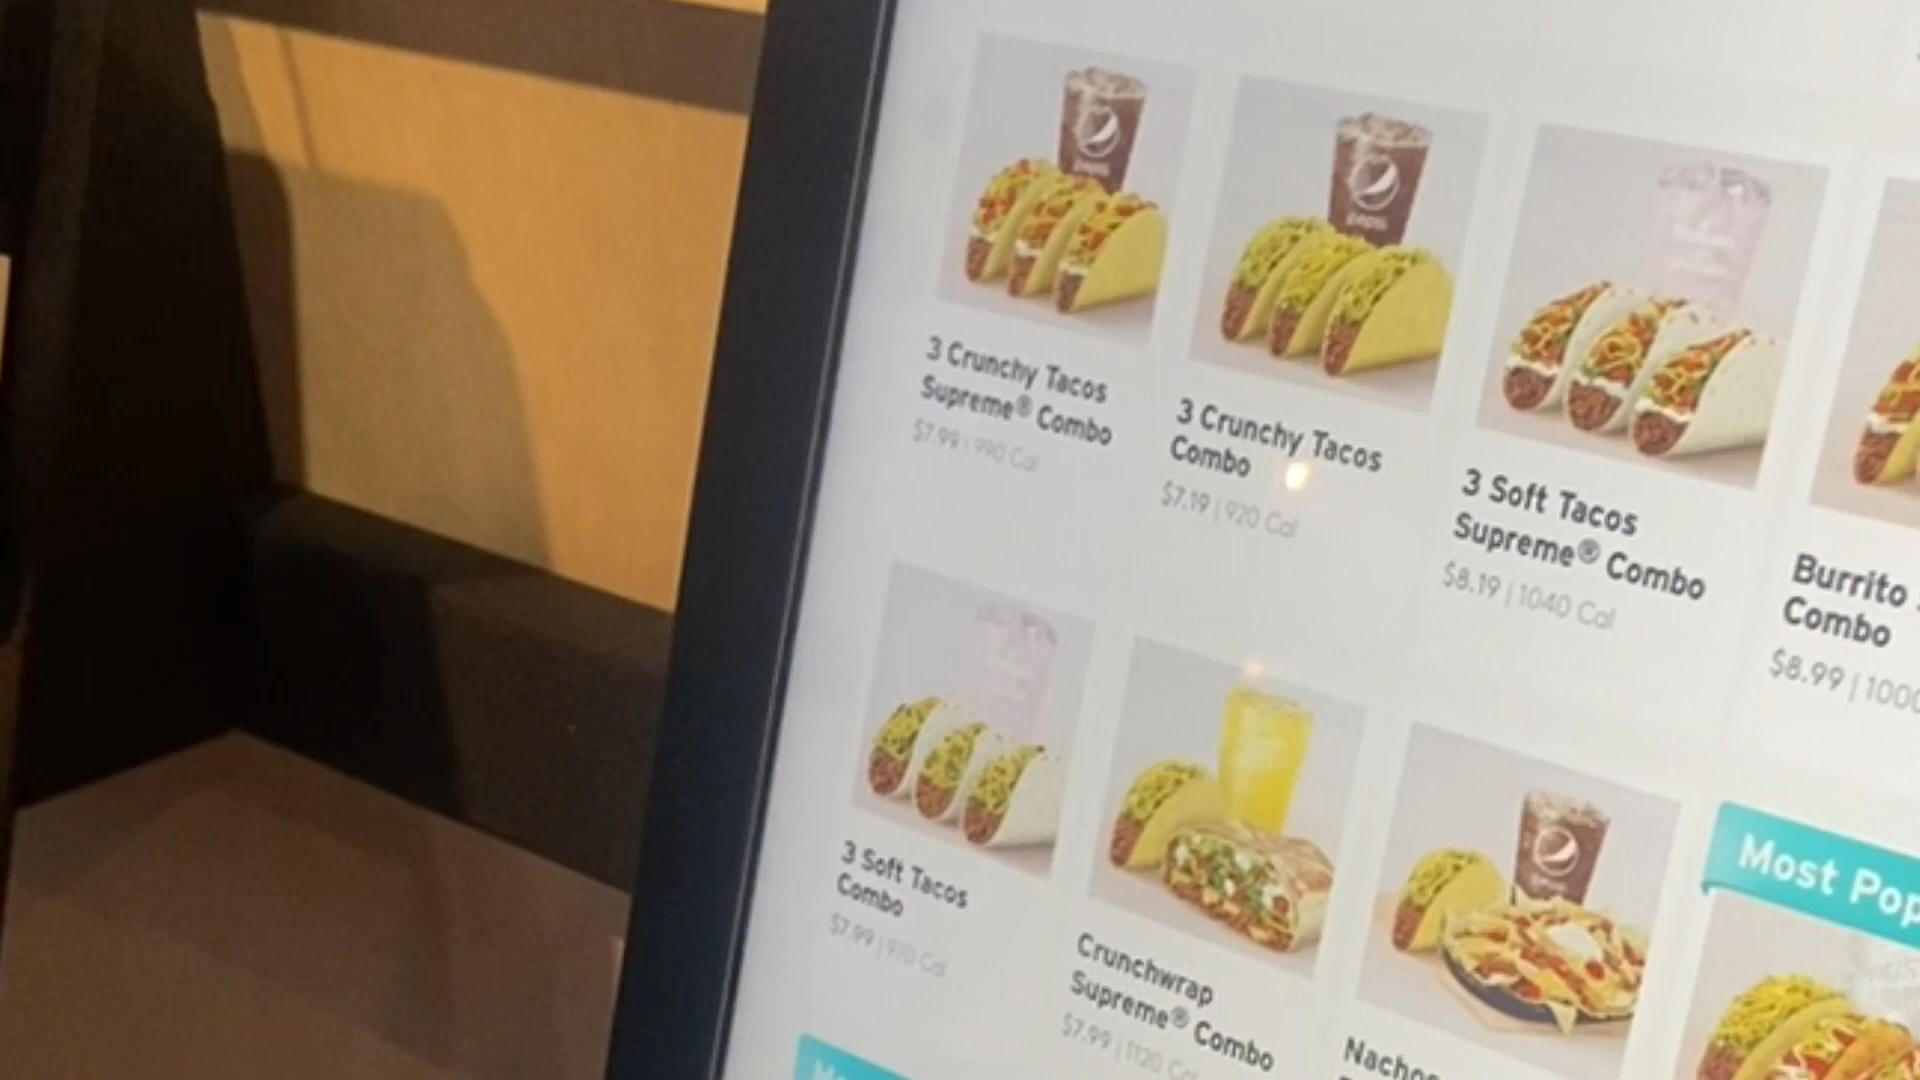 3 Crunchy Tacos
Supreme® Combo
$7.99 | 990 Cal
3 Crunchy Tacos
Combo
$7.19 | 920 Cal
3 Soft Tacos
Supreme® Combo
$8.19 | 1040 Cal
Burrito
Combo
$8.99 | 1000
pepsi
3 Soft Tacos
Combo
$7.99 | 970 Cal
Crunchwrap
Supreme® Combo
$7.99 | 1120 Cal
Nachos
Most Pop